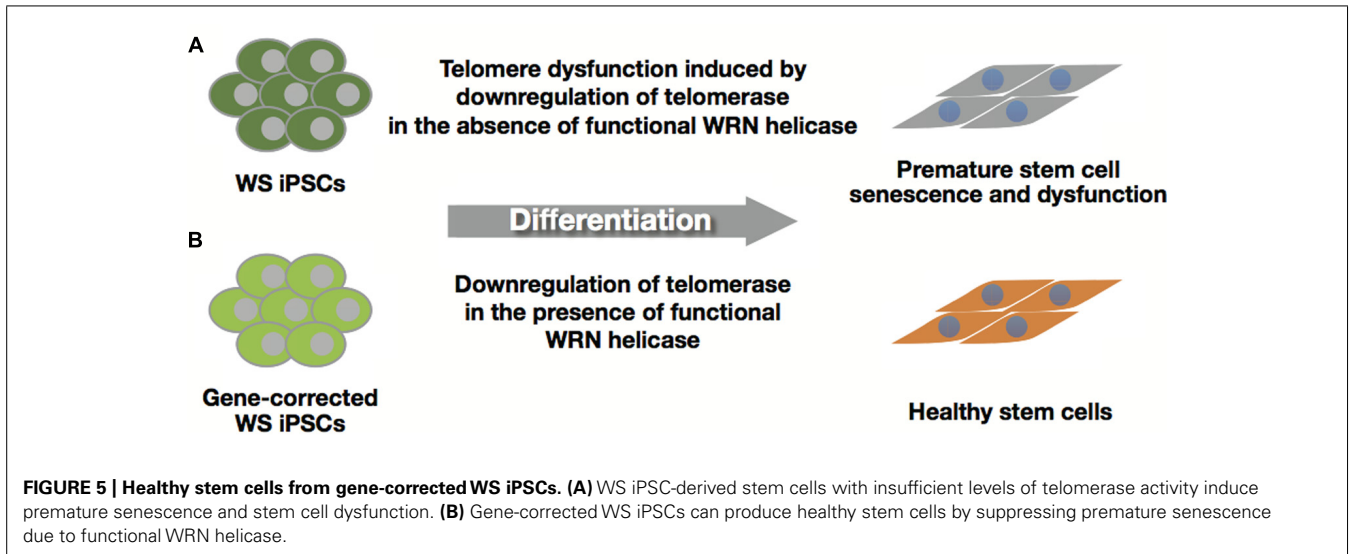 A
Telomere dysfunction induced by
downregulation of telomerase
in the absence of functional WRN helicase
WS iPSCs
Premature stem cell
senescence and dysfunction
Differentiation
B
Downregulation of telomerase
in the presence of functional
WRN helicase
Gene-corrected
WS iPSCs
Healthy stem cells
FIGURE 5 | Healthy stem cells from gene-corrected WS iPSCs. (A) WS iPSC-derived stem cells with insufficient levels of telomerase activity induce
premature senescence and stem cell dysfunction. (B) Gene-corrected WS iPSCs can produce healthy stem cells by suppressing premature senescence
due to functional WRN helicase.